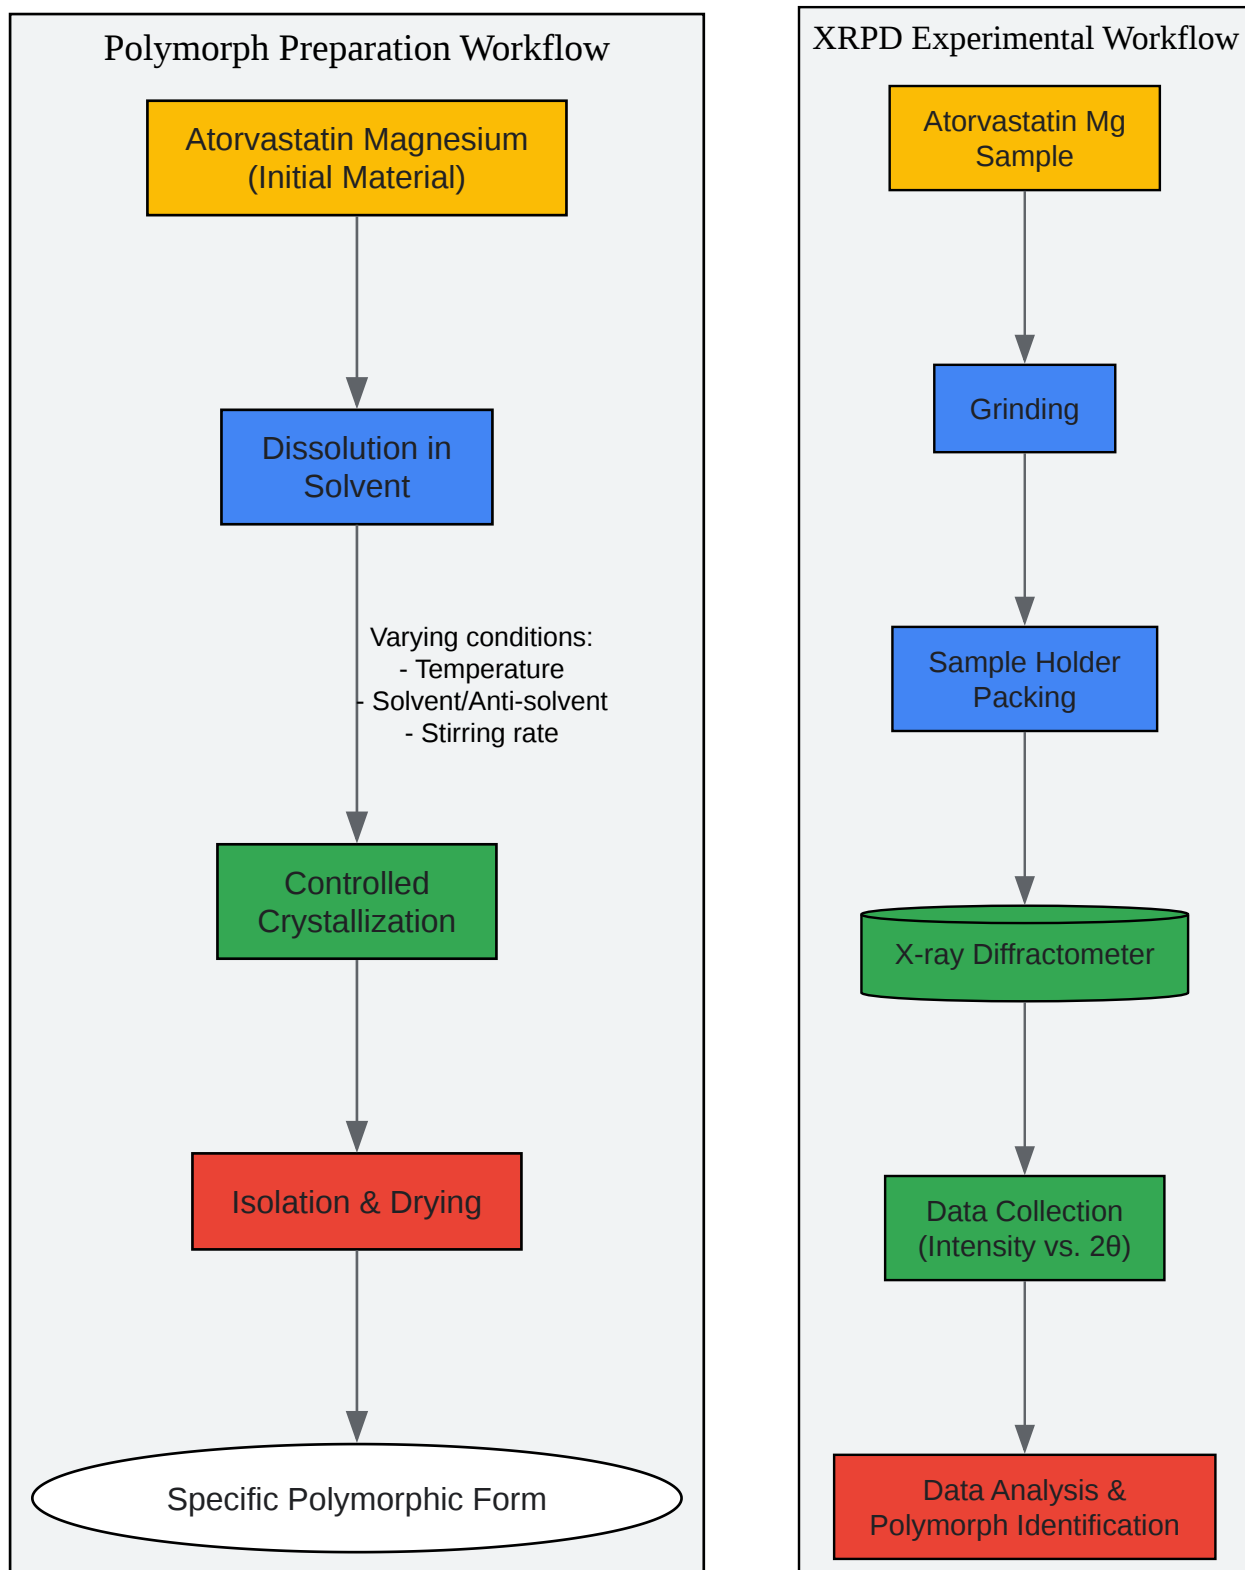 Polymorph Preparation Workflow
Atorvastatin Magnesium
(Initial Material)
Dissolution in
Solvent
Varying conditions:
- Temperature
- Solvent/Anti-solvent
- Stirring rate
Controlled
Crystallization
Isolation & Drying
Specific Polymorphic Form
XRPD Experimental Workflow
Atorvastatin Mg
Sample
Grinding
Sample Holder
Packing
X-ray Diffractometer
Data Collection
(Intensity vs. 2θ)
Data Analysis &
Polymorph Identification